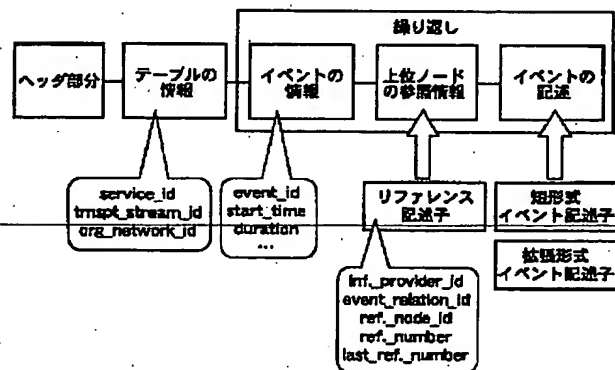 繰り返し
ヘッダ部分
テーブルの
情報
イベントの
情報
上位ノード
の参照情報
イベントの
記述
service_id
trnspt_stream_id
org_network_id
event_id
start_time
duration
...
リファレンス
記述子
短形式
イベント記述子
拡張形式
イベント記述子
inf._provider_id
event_relation_id
ref._node_id
ref._number
last_ref._number